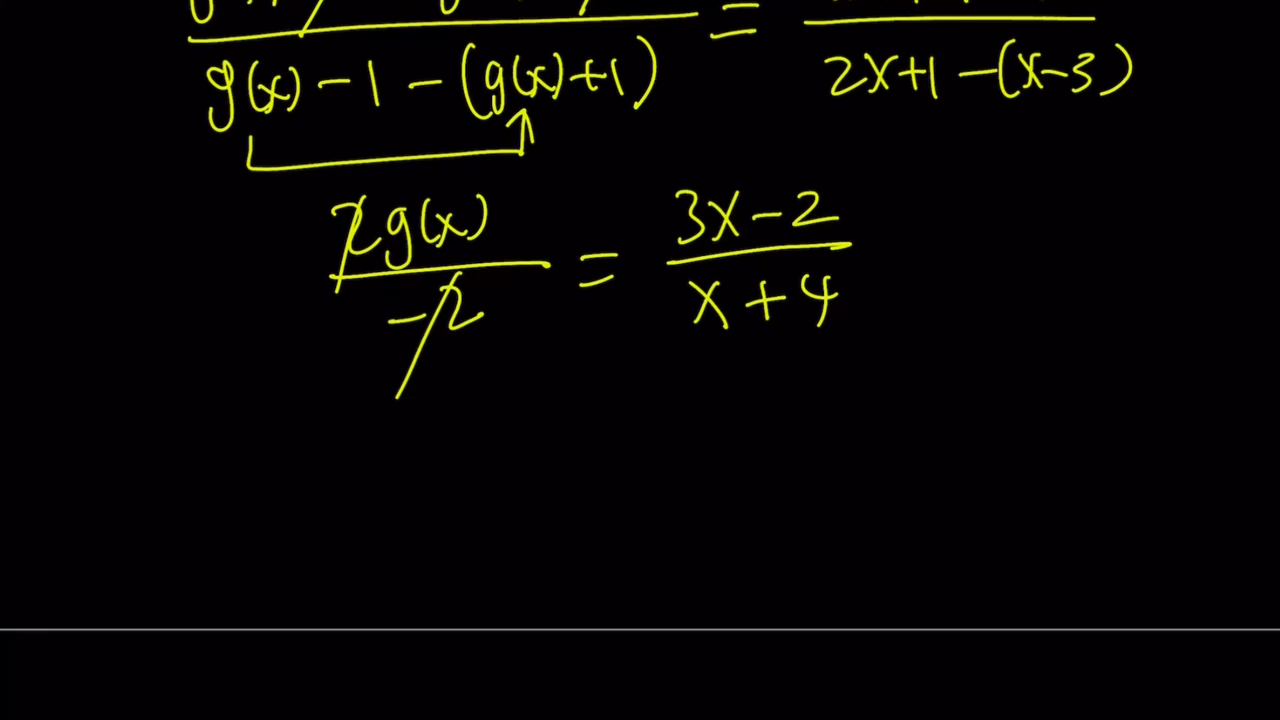 g(x) - 1 - (g(x) + 1) = 2x+1 - (x-3)
2g(x) / -2 = 3x - 2 / x + 4